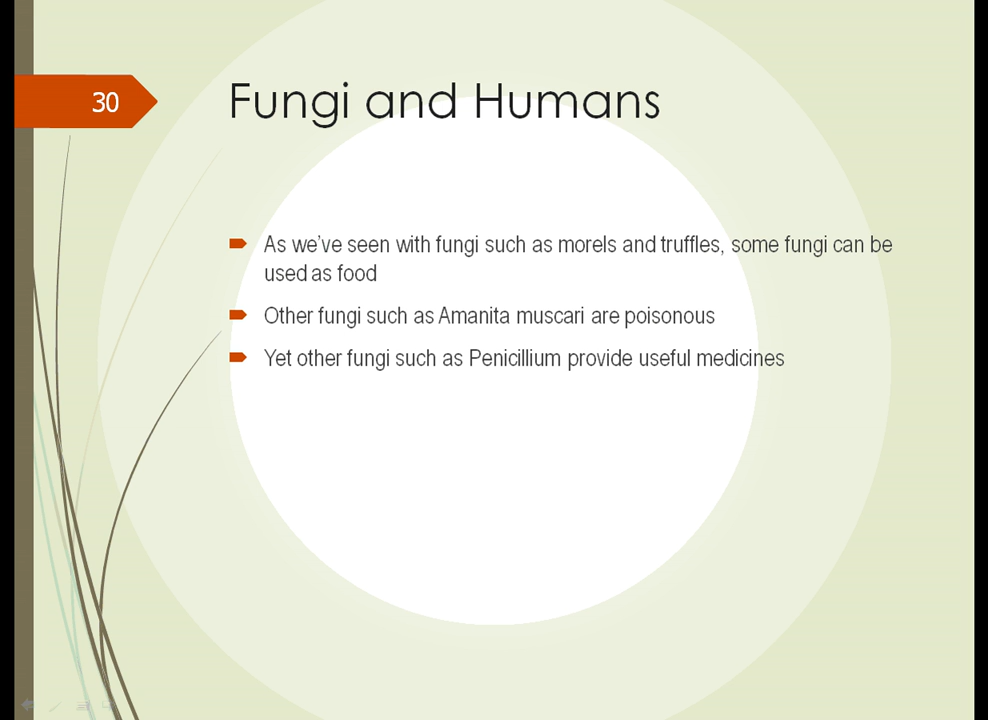 30
Fungi and Humans
As we've seen with fungi such as morels and truffles, some fungi can be
used as food
Other fungi such as Amanita muscari are poisonous
Yet other fungi such as Penicillium provide useful medicines